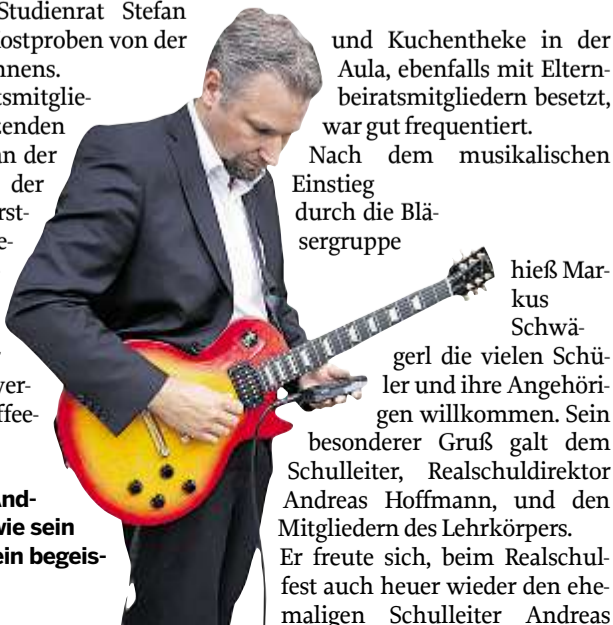 Studienrat Stefan
ostproben von der
nnens.
tsmitglie-
enden
an der
der
rst-
e-
ver-
ffee-
And-
wie sein
ein begeis-
und Kuchentheke in der
Aula, ebenfalls mit Eltern-
beiratsmitgliedern besetzt,
war gut frequentiert.
Nach dem musikalischen
Einstieg
durch die Blä-
sergruppe
hieß Mar-
kus
Schwä-
gerl die vielen Schü-
ler und ihre Angehöri-
gen willkommen. Sein
besonderer Gruß galt dem
Schulleiter, Realschuldirektor
Andreas Hoffmann, und den
Mitgliedern des Lehrkörpers.
Er freute sich, beim Realschul-
fest auch heuer wieder den ehe-
maligen Schulleiter Andreas